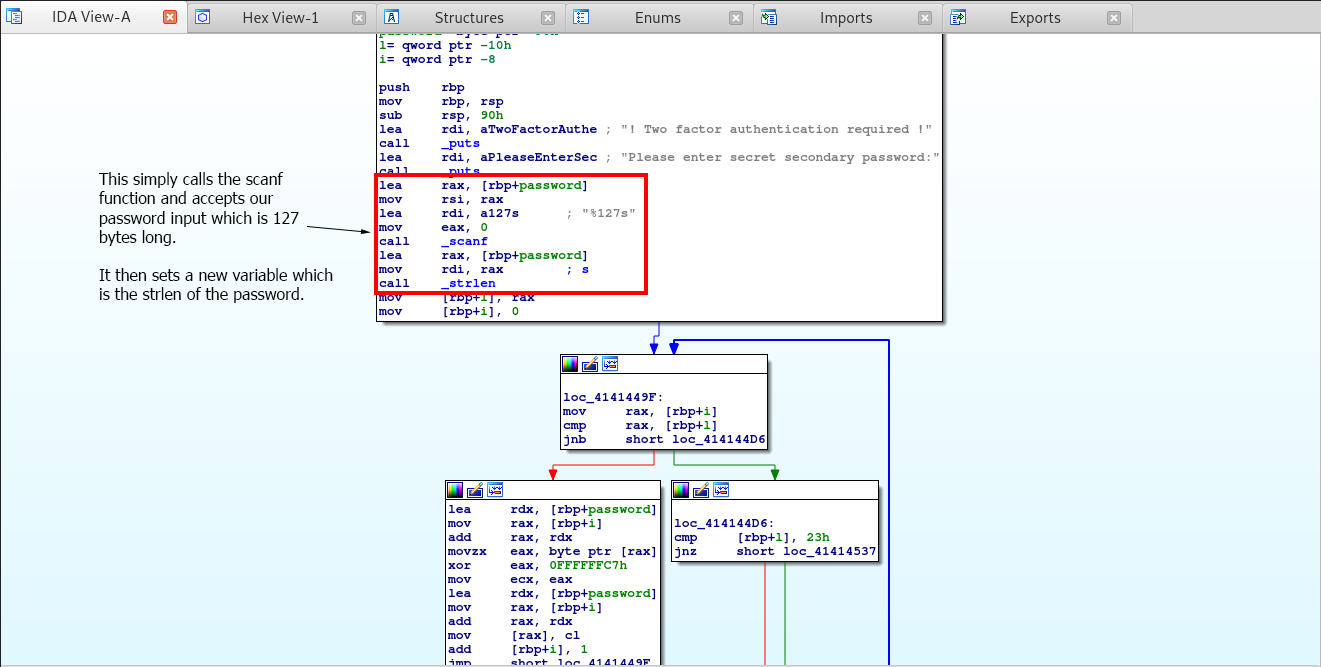 IDA View-A
Hex View-1
Structures
Enums
Imports
Exports
l= qword ptr -10h
i= qword ptr -8
push rbp
mov rbp, rsp
sub rsp, 90h
lea rdi, aTwoFactorAuthe ; "! Two factor authentication required !"
call _puts
lea rdi, aPleaseEnterSec ; "Please enter secret secondary password:"
call _puts
lea rax, [rbp+password]
mov rsi, rax
lea rdi, a127s ; "%127s"
mov eax, 0
call _scanf
lea rax, [rbp+password]
mov rdi, rax ; s
call _strlen
mov [rbp+l], rax
mov [rbp+i], 0
This simply calls the scanf
function and accepts our
password input which is 127
bytes long.
It then sets a new variable which
is the strlen of the password.
loc_4141449F:
mov rax, [rbp+i]
cmp rax, [rbp+l]
jnb short loc_414144D6
lea rdx, [rbp+password]
mov rax, [rbp+i]
add rax, rdx
movzx eax, byte ptr [rax]
xor eax, 0FFFFFFC7h
mov ecx, eax
lea rdx, [rbp+password]
mov rax, [rbp+i]
add rax, rdx
mov [rax], cl
add [rbp+i], 1
jmp short loc_4141449F
loc_414144D6:
cmp [rbp+l], 23h
jnz short loc_41414537